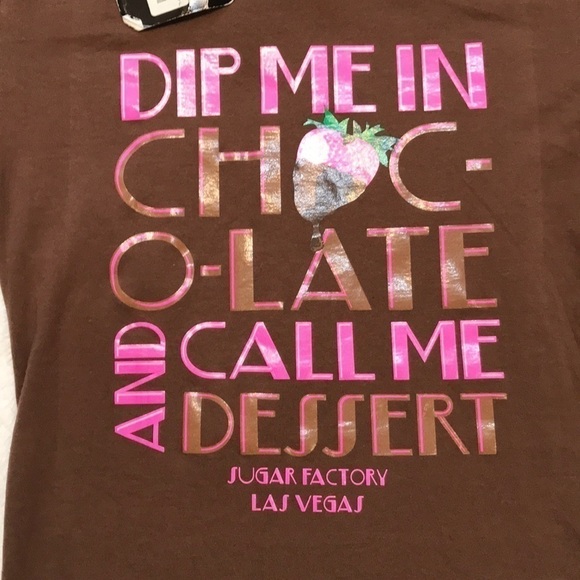 DIP ME IN
CHOC-
O-LATE
AND CALL ME
DESSERT
SUGAR FACTORY
LAS VEGAS